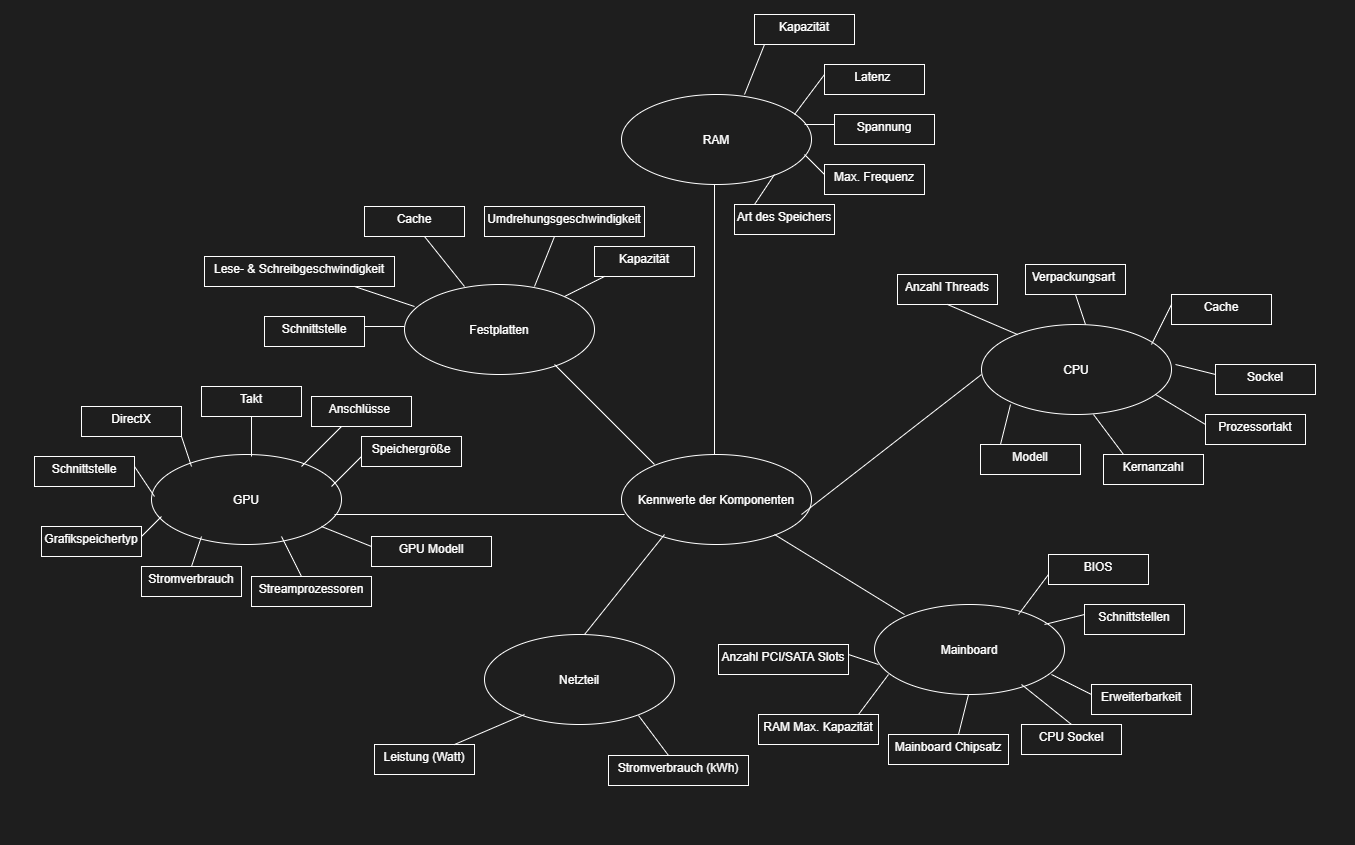 Kapazität
Latenz
Spannung
RAM
Max. Frequenz
Art des Speichers
Cache
Umdrehungsgeschwindigkeit
Kapazität
Lese- & Schreibgeschwindigkeit
Schnittstelle
Festplatten
Anzahl Threads
Verpackungsart
Cache
CPU
Sockel
Prozessortakt
Modell
Kernanzahl
DirectX
Takt
Anschlüsse
Speichergröße
Schnittstelle
GPU
Grafikspeichertyp
Stromverbrauch
Streamprozessoren
GPU Modell
Kennwerte der Komponenten
BIOS
Schnittstellen
Mainboard
Anzahl PCI/SATA Slots
Erweiterbarkeit
RAM Max. Kapazität
Mainboard Chipsatz
CPU Sockel
Netzteil
Leistung (Watt)
Stromverbrauch (kWh)